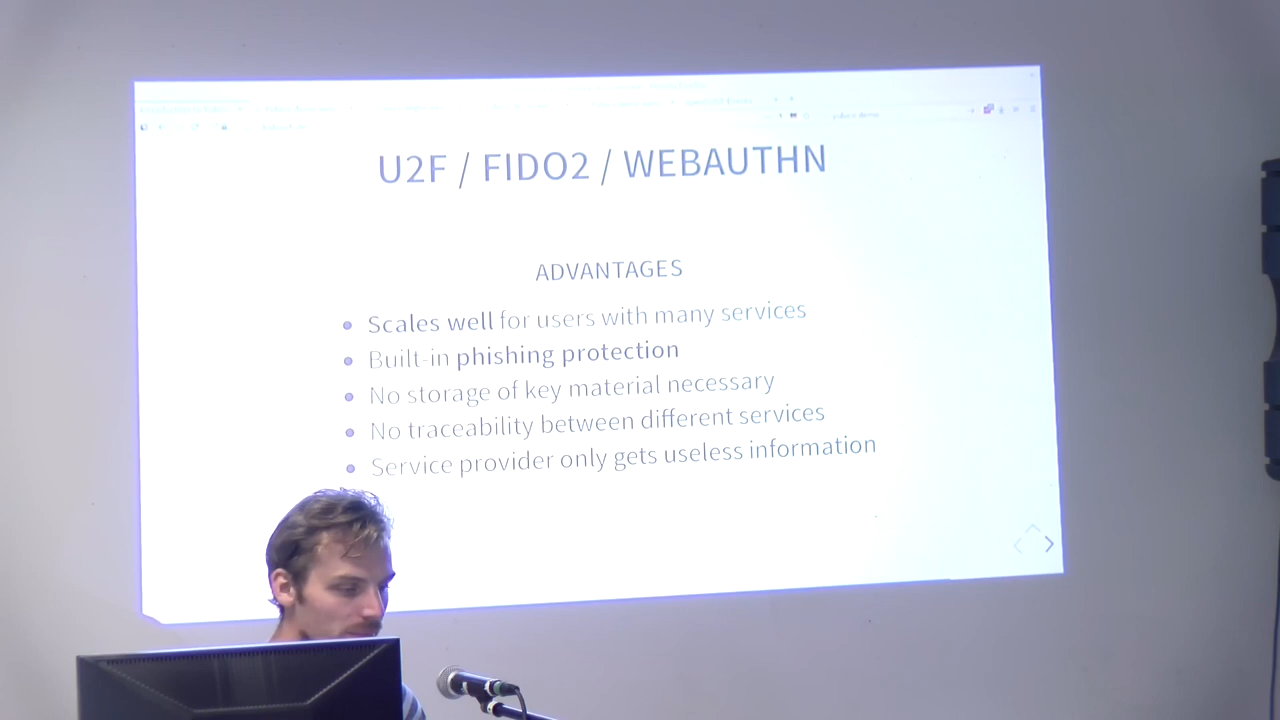 U2F / FIDO2 / WEBAUTHN
ADVANTAGES
Scales well for users with many services
Built-in phishing protection
No storage of key material necessary
No traceability between different services
Service provider only gets useless information